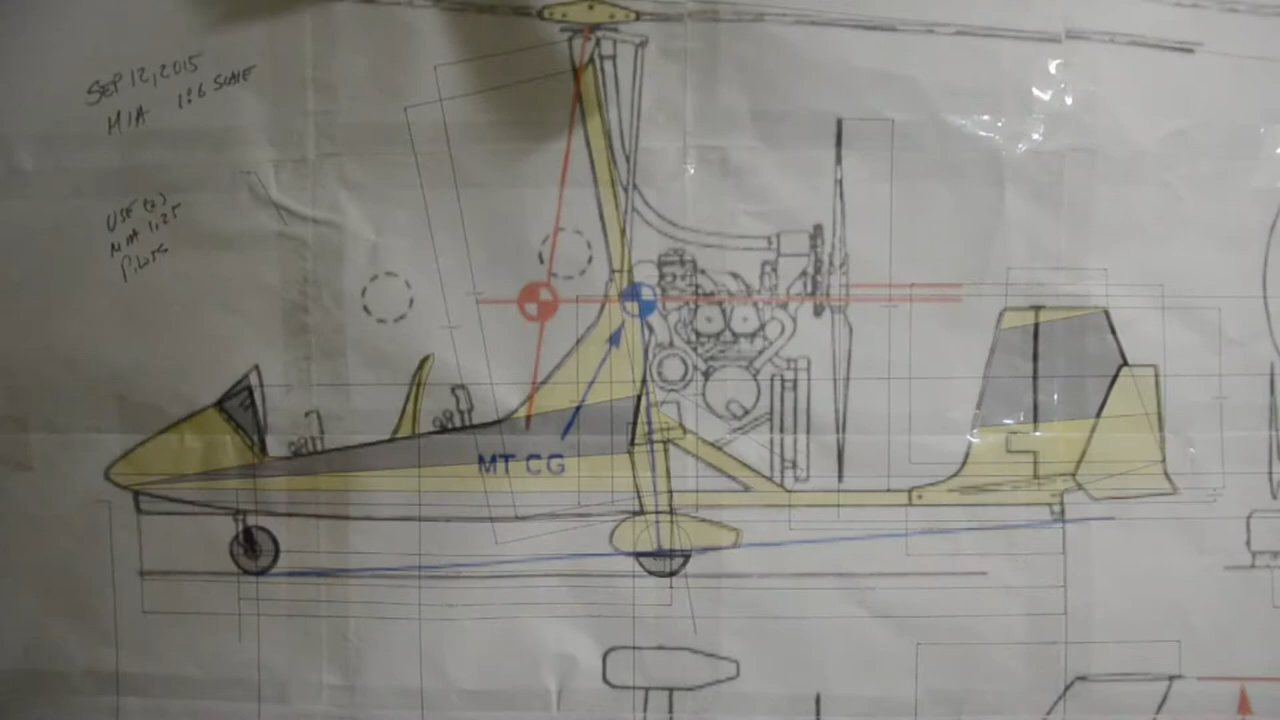 SEP 12, 2015
M1A 1:6 SCALE
USE (2)
M1A 1.25
PILOTS
MT CG